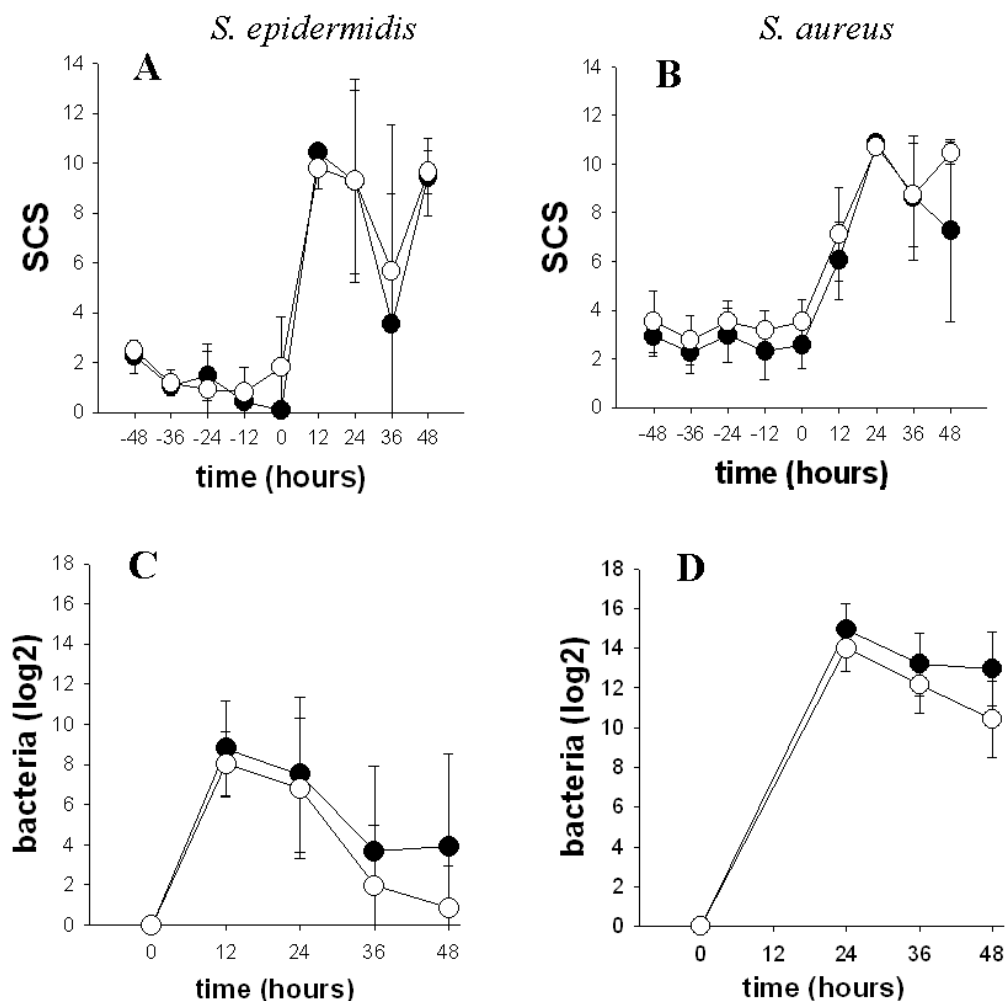 S. epidermidis
S. aureus
A
14
12
10
8
6
4
2
0
SCS
-48 -36 -24 -12 0 12 24 36 48
time (hours)
B
14
12
10
8
6
4
2
0
SCS
-48 -36 -24 -12 0 12 24 36 48
time (hours)
C
18
16
14
12
10
8
6
4
2
0
bacteria (log2)
0 12 24 36 48
time (hours)
D
18
16
14
12
10
8
6
4
2
0
bacteria (log2)
0 12 24 36 48
time (hours)